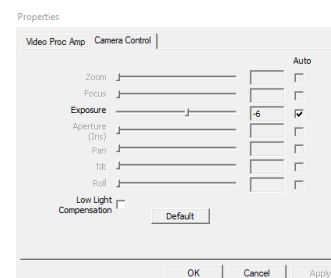 Properties
Video Proc Amp
Camera Control
Auto
Zoom
Focus
Exposure
-6
Aperture
(Iris)
Pan
Tilt
Roll
Low Light
Compensation
Default
OK
Cancel
Apply